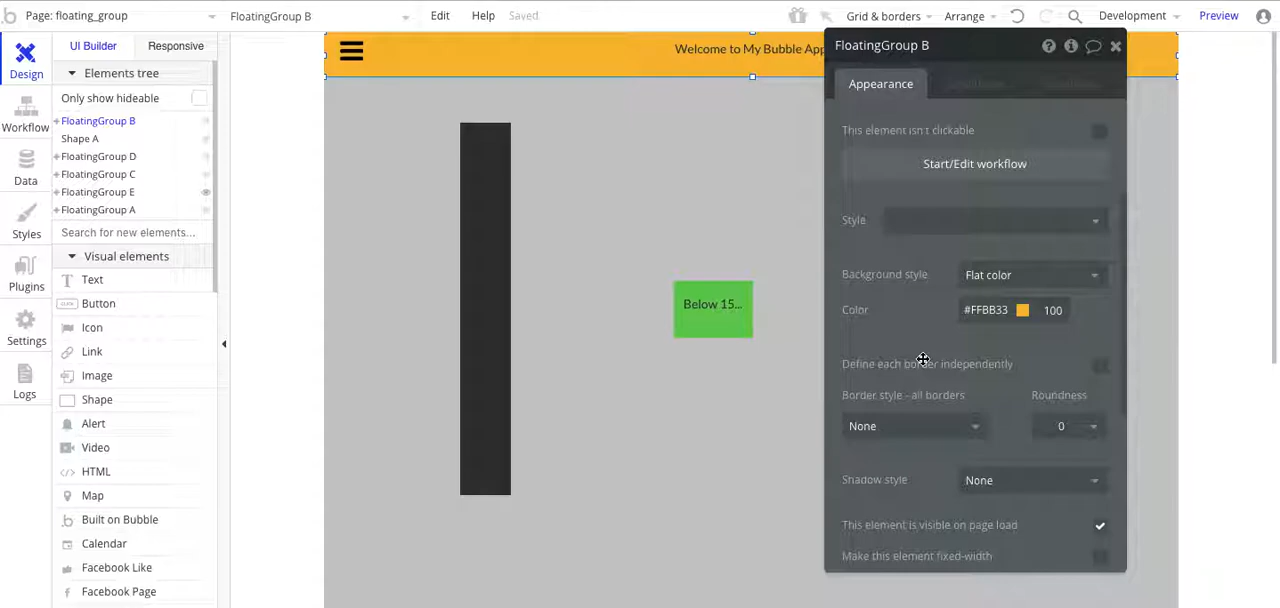 Page: floating_group
FloatingGroup B
Edit
Help
Saved
Grid & borders
Arrange
Development
Preview
Design
Workflow
Data
Styles
Plugins
Settings
Logs
UI Builder
Responsive
Elements tree
Only show hideable
FloatingGroup B
Shape A
FloatingGroup D
FloatingGroup C
FloatingGroup E
FloatingGroup A
Search for new elements...
Visual elements
Text
CLICK Button
Icon
Link
Image
Shape
Alert
Video
</> HTML
Map
Built on Bubble
Calendar
Facebook Like
Facebook Page
Welcome to My Bubble App
Below 15...
FloatingGroup B
Appearance
This element isn't clickable
Start/Edit workflow
Style
Background style
Flat color
Color
#FFBB33
100
Define each border independently
Border style - all borders
Roundness
None
0
Shadow style
None
This element is visible on page load
Make this element fixed-width